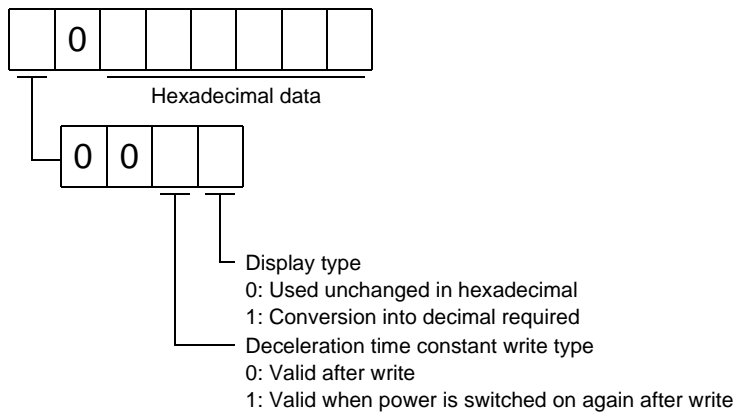 0
Hexadecimal data
0 0
Display type
0: Used unchanged in hexadecimal
1: Conversion into decimal required
Deceleration time constant write type
0: Valid after write
1: Valid when power is switched on again after write